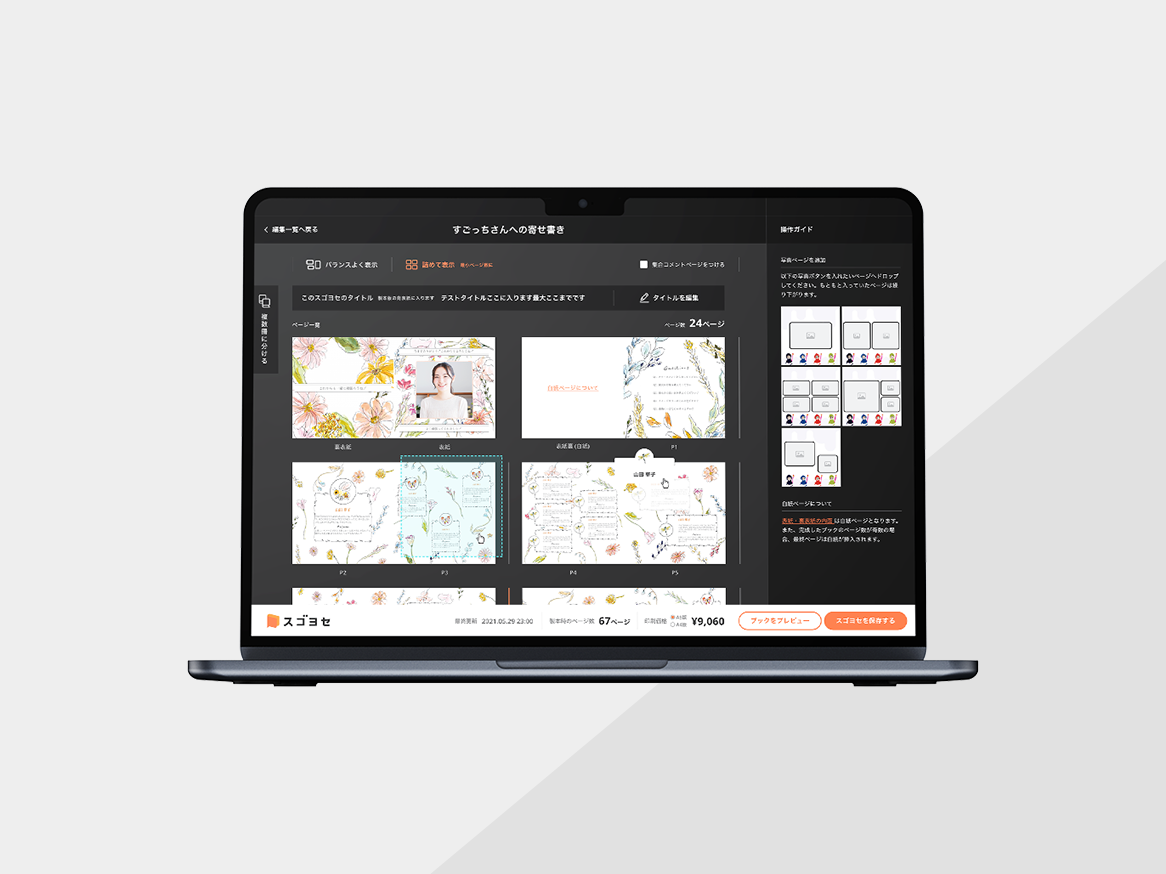 編集一覧へ戻る
すごっちさんへの寄せ書き
操作ガイド
バランスよく表示
詰めて表示
集合コメントページをつける
複数冊に分ける
このスゴヨセのタイトル
テストタイトルここに入ります最大ここまでです
タイトルを編集
ページ一覧
ページ数 24ページ
白紙ページについて
裏表紙
表紙
表紙裏 (白紙)
P1
山田 華子
P2
P3
P4
P5
写真ページを追加
以下の写真ボタンを入れたいページへドロップ
してください。もともと入っていたページは繰
り下がります。
白紙ページについて
表紙・裏表紙の内面 は白紙ページとなります。
また、完成したブックのページ数が奇数の場
合、最終ページは白紙が挿入されます。
スゴヨセ
最終更新 2021.05.29 23:00
製本時のページ数 67ページ
印刷価格
¥9,060
ブックをプレビュー
スゴヨセを保存する